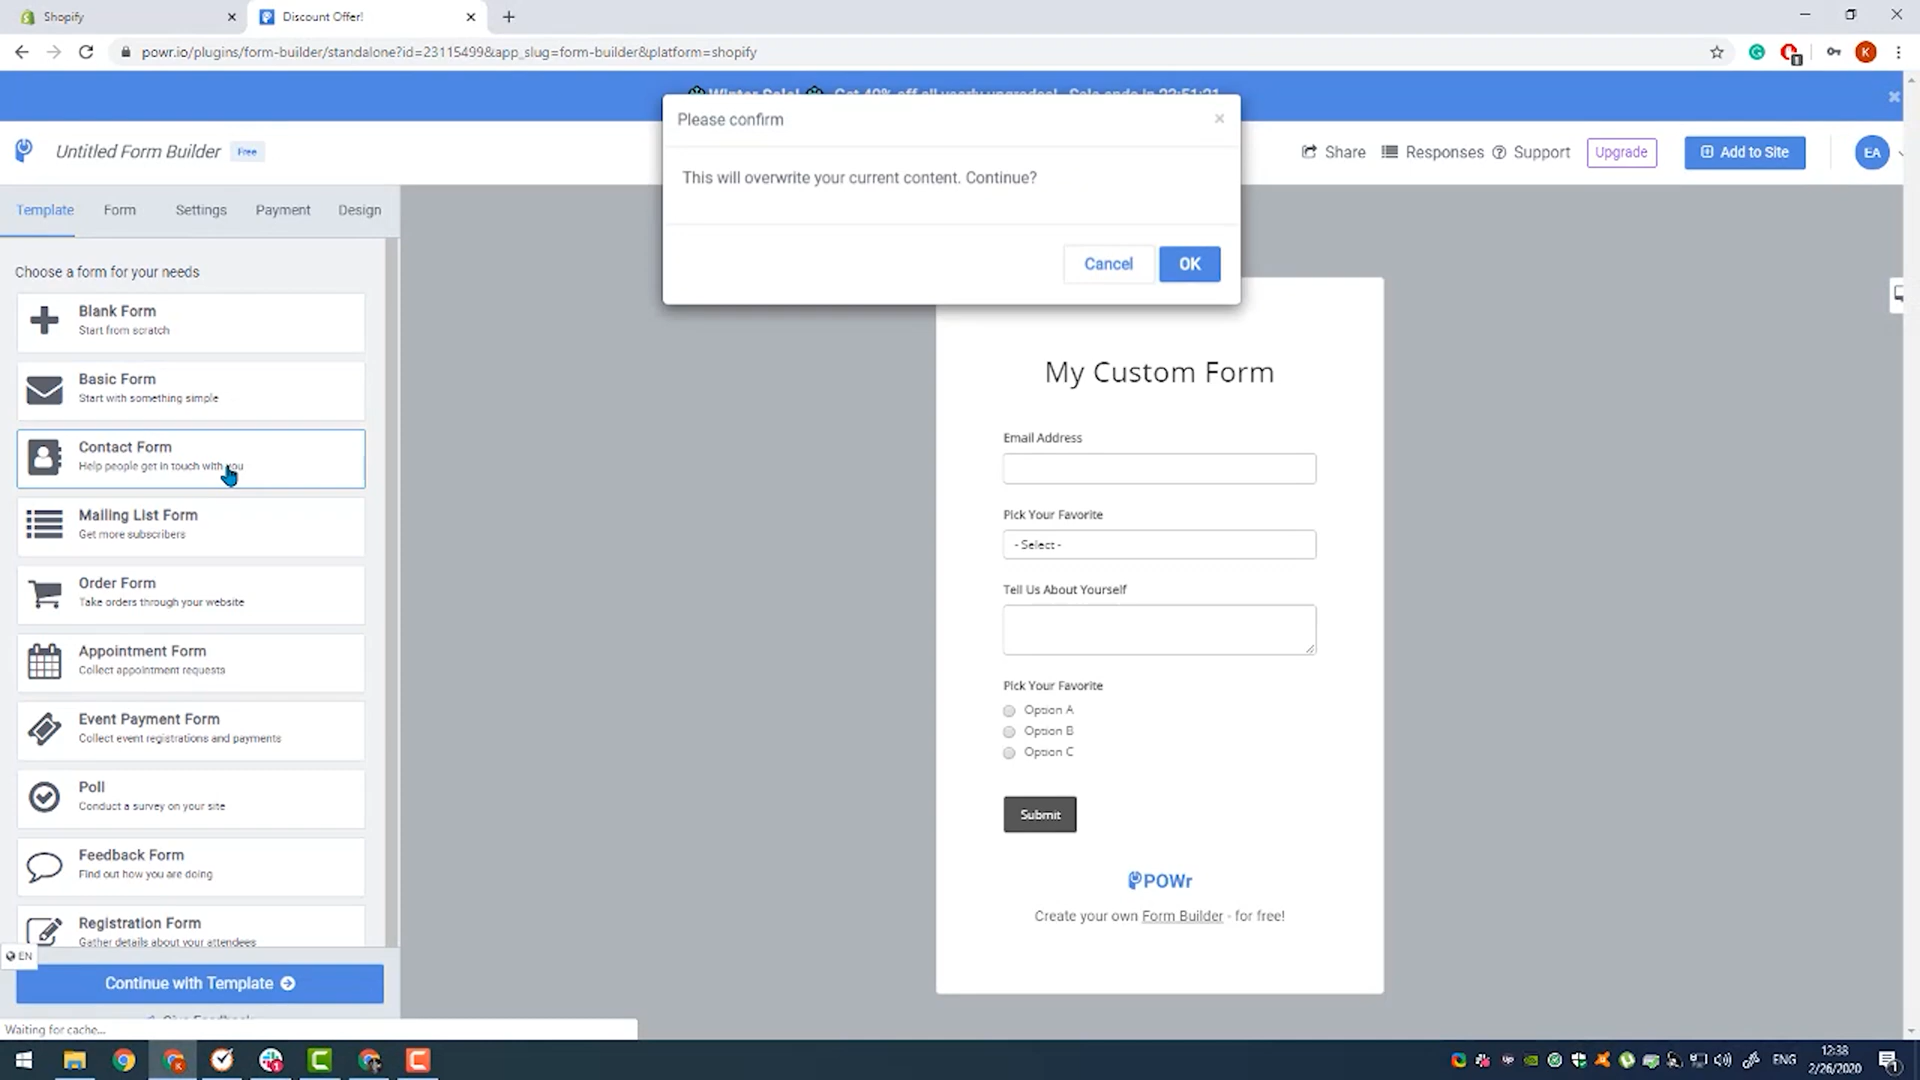 Shopify
Discount Offer!
powr.io/plugins/form-builder/standalone?id=23115499&app_slug=form-builder&platform=shopify
K
Winter Sale! Get 40% off all yearly upgrades! Sale ends in 23:51:21
Please confirm
This will overwrite your current content. Continue?
Cancel
OK
Untitled Form Builder
Free
Share
Responses
Support
Upgrade
Add to Site
EA
Template
Form
Settings
Payment
Design
Choose a form for your needs
Blank Form
Start from scratch
Basic Form
Start with something simple
Contact Form
Help people get in touch with you
Mailing List Form
Get more subscribers
Order Form
Take orders through your website
Appointment Form
Collect appointment requests
Event Payment Form
Collect event registrations and payments
Poll
Conduct a survey on your site
Feedback Form
Find out how you are doing
Registration Form
Gather details about your attendees
EN
Continue with Template
Give Feedback
Waiting for cache...
My Custom Form
Email Address
Pick Your Favorite
- Select -
Tell Us About Yourself
Pick Your Favorite
Option A
Option B
Option C
Submit
POWr
Create your own Form Builder - for free!
ENG
12:38
2/26/2020